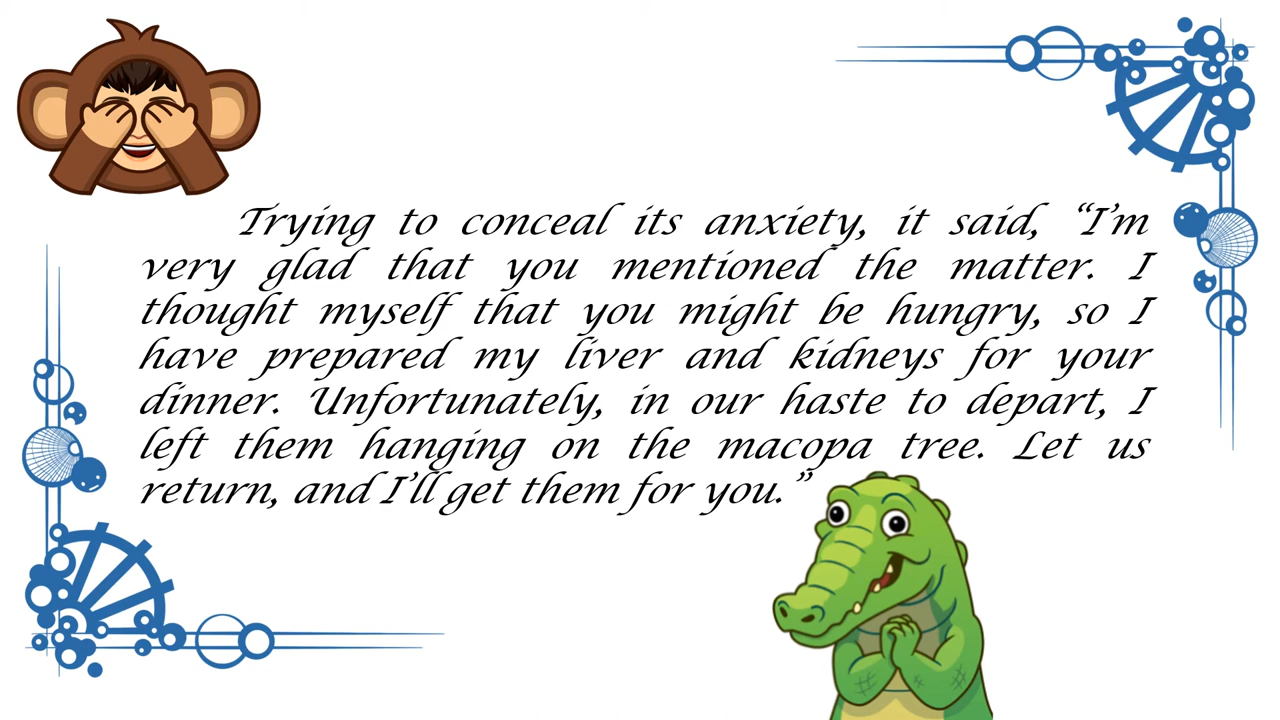 Trying to conceal its anxiety, it said, “I’m
very glad that you mentioned the matter. I
thought myself that you might be hungry, so I
have prepared my liver and kidneys for your
dinner. Unfortunately, in our haste to depart, I
left them hanging on the macopa tree. Let us
return, and I’ll get them for you.”